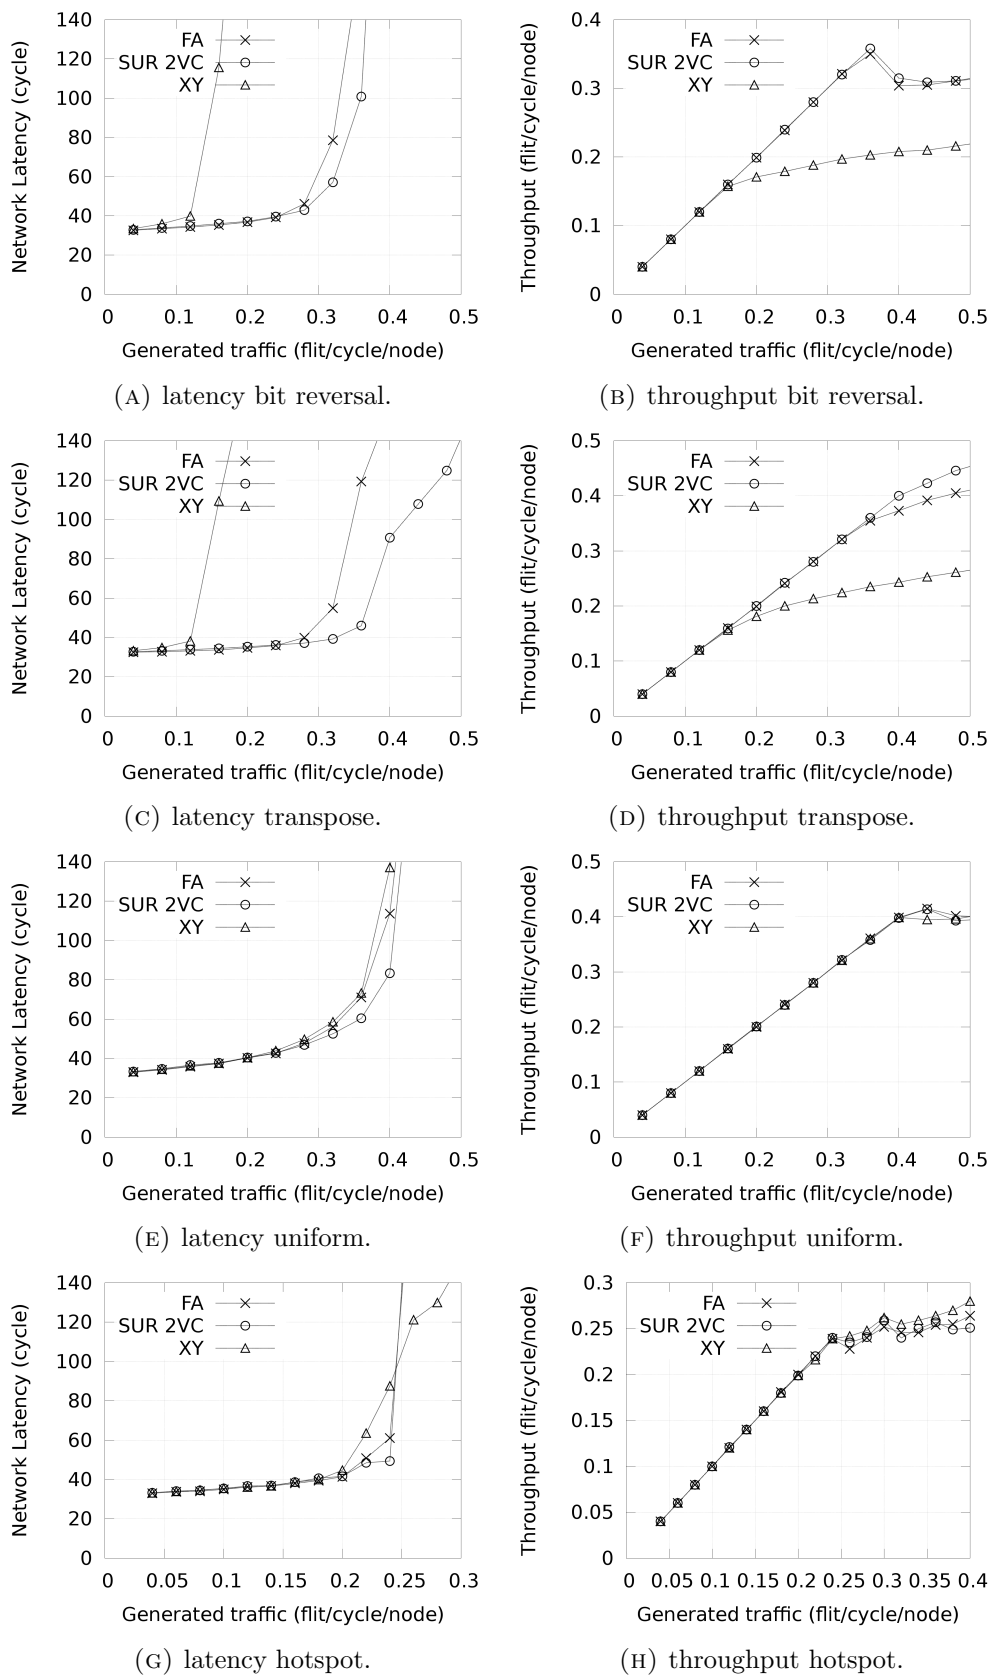 140
120
100
80
60
40
20
0
Network Latency (cycle)
FA
SUR 2VC
XY
0 0.1 0.2 0.3 0.4 0.5
Generated traffic (flit/cycle/node)
(A) latency bit reversal.
0.4
0.3
0.2
0.1
0
Throughput (flit/cycle/node)
FA
SUR 2VC
XY
0 0.1 0.2 0.3 0.4 0.5
Generated traffic (flit/cycle/node)
(B) throughput bit reversal.
140
120
100
80
60
40
20
0
Network Latency (cycle)
FA
SUR 2VC
XY
0 0.1 0.2 0.3 0.4 0.5
Generated traffic (flit/cycle/node)
(C) latency transpose.
0.5
0.4
0.3
0.2
0.1
0
Throughput (flit/cycle/node)
FA
SUR 2VC
XY
0 0.1 0.2 0.3 0.4 0.5
Generated traffic (flit/cycle/node)
(D) throughput transpose.
140
120
100
80
60
40
20
0
Network Latency (cycle)
FA
SUR 2VC
XY
0 0.1 0.2 0.3 0.4 0.5
Generated traffic (flit/cycle/node)
(E) latency uniform.
0.5
0.4
0.3
0.2
0.1
0
Throughput (flit/cycle/node)
FA
SUR 2VC
XY
0 0.1 0.2 0.3 0.4 0.5
Generated traffic (flit/cycle/node)
(F) throughput uniform.
140
120
100
80
60
40
20
0
Network Latency (cycle)
FA
SUR 2VC
XY
0 0.05 0.1 0.15 0.2 0.25 0.3
Generated traffic (flit/cycle/node)
(G) latency hotspot.
0.3
0.25
0.2
0.15
0.1
0.05
0
Throughput (flit/cycle/node)
FA
SUR 2VC
XY
0 0.05 0.1 0.15 0.2 0.25 0.3 0.35 0.4
Generated traffic (flit/cycle/node)
(H) throughput hotspot.